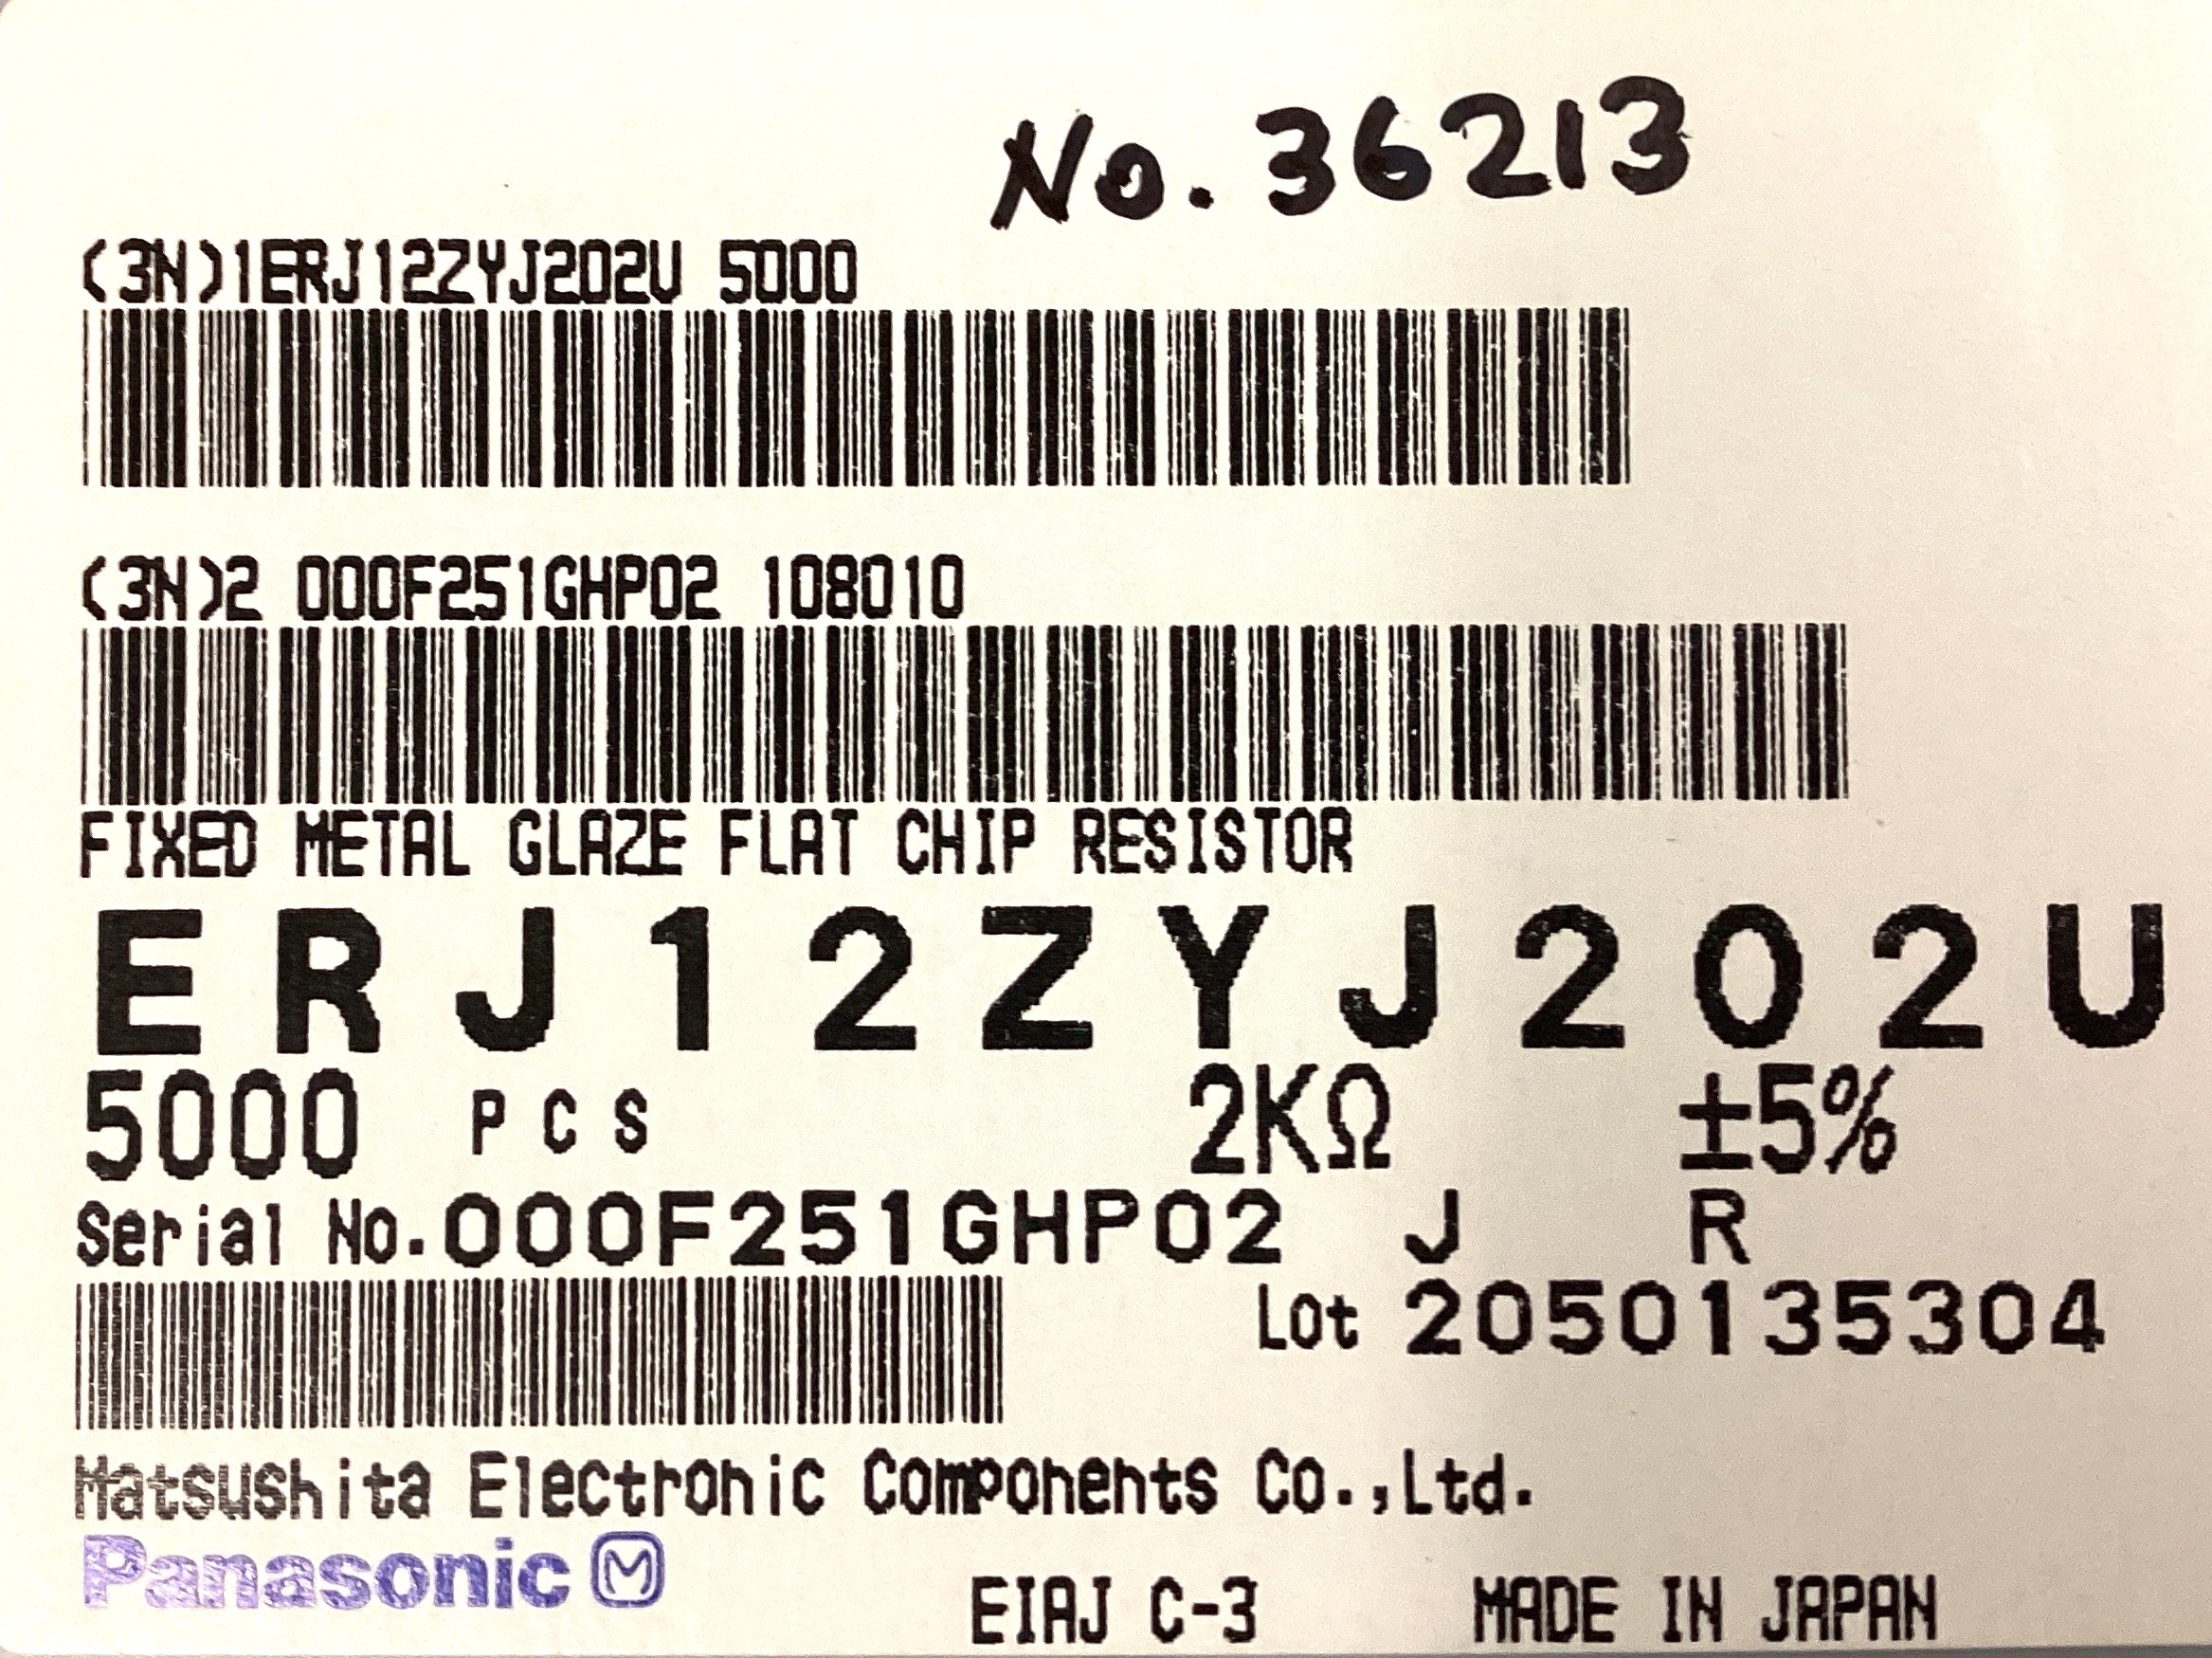 No. 36213
(3N)1ERJ12ZYJ202U 5000
(3N)2 000F251GHP02 108010
FIXED METAL GLAZE FLAT CHIP RESISTOR
ERJ12ZYJ202U
5000 PCS 2KΩ ±5%
Serial No.000F251GHP02 J R
Lot 2050135304
Matsushita Electronic Components Co.,Ltd.
Panasonic M
EIAJ C-3 MADE IN JAPAN